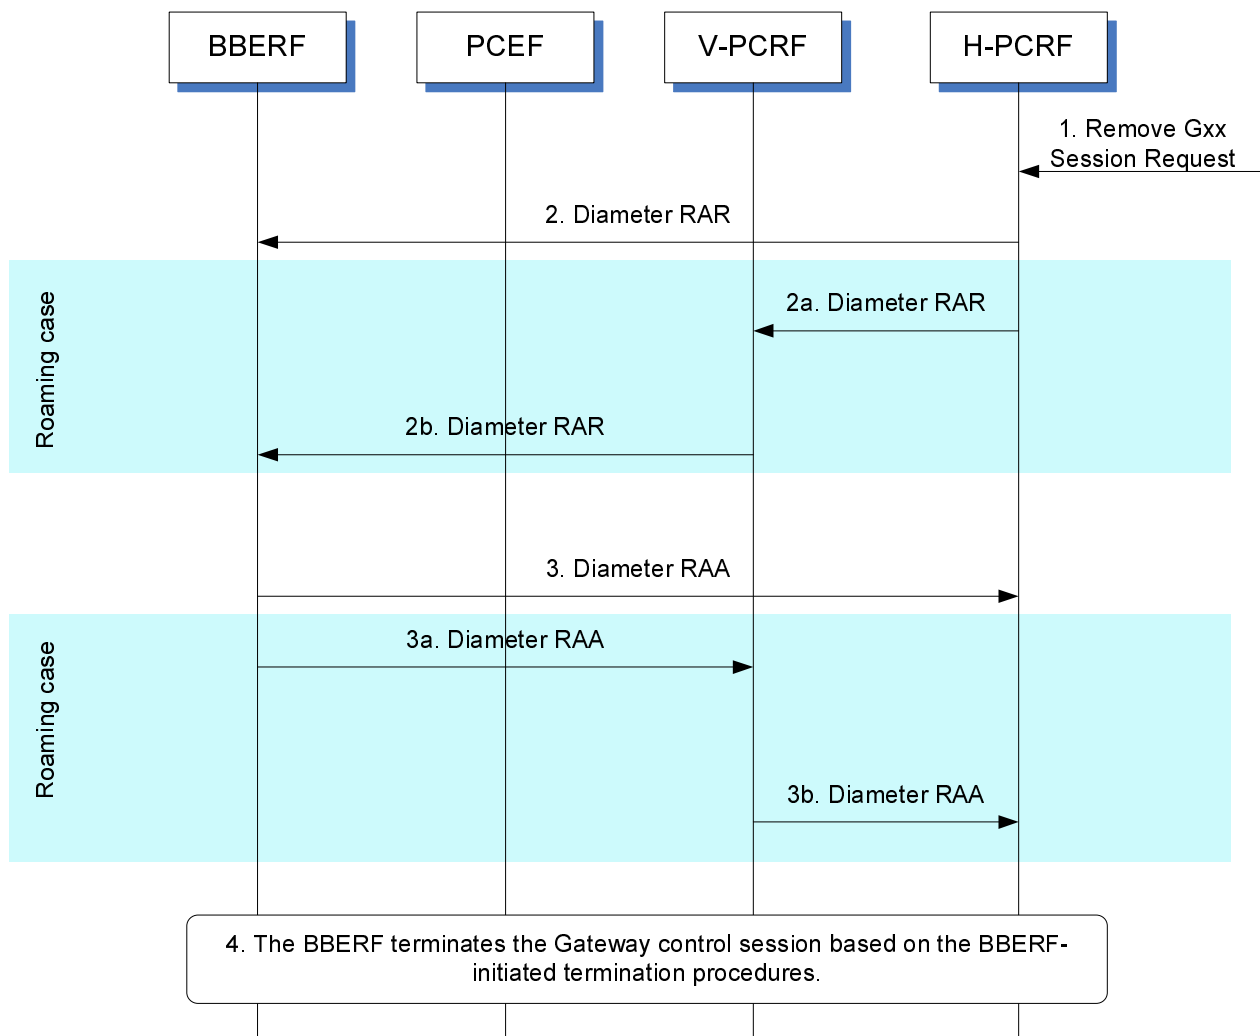 BBERF
PCEF
V-PCRF
H-PCRF
1. Remove Gxx
Session Request
2. Diameter RAR
Roaming case
2a. Diameter RAR
2b. Diameter RAR
3. Diameter RAA
Roaming case
3a. Diameter RAA
3b. Diameter RAA
4. The BBERF terminates the Gateway control session based on the BBERF-
initiated termination procedures.